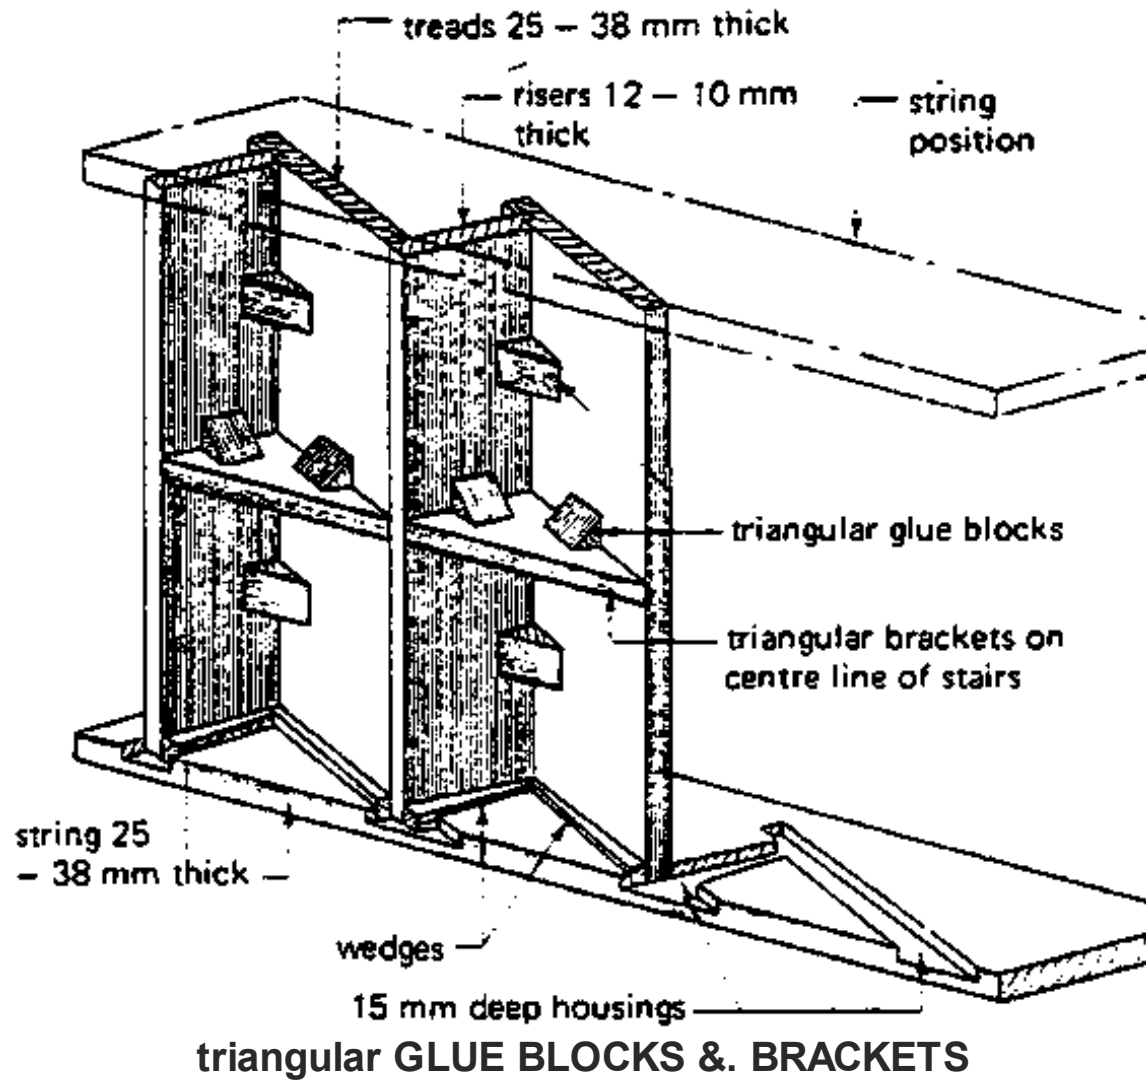 treads 25 – 38 mm thick
risers 12 – 10 mm
thick
string
position
triangular glue blocks
triangular brackets on
centre line of stairs
string 25
– 38 mm thick
wedges
15 mm deep housings
triangular GLUE BLOCKS &. BRACKETS